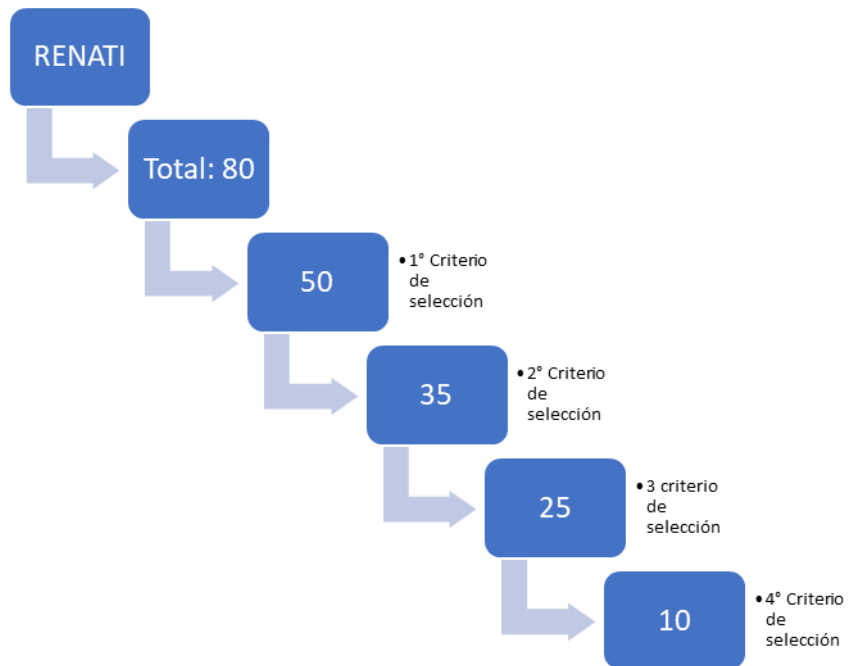 RENATI
Total: 80
50
•1° Criterio
de
selección
35
•2° Criterio
de
selección
25
•3 criterio
de
selección
10
•4° Criterio
de
selección